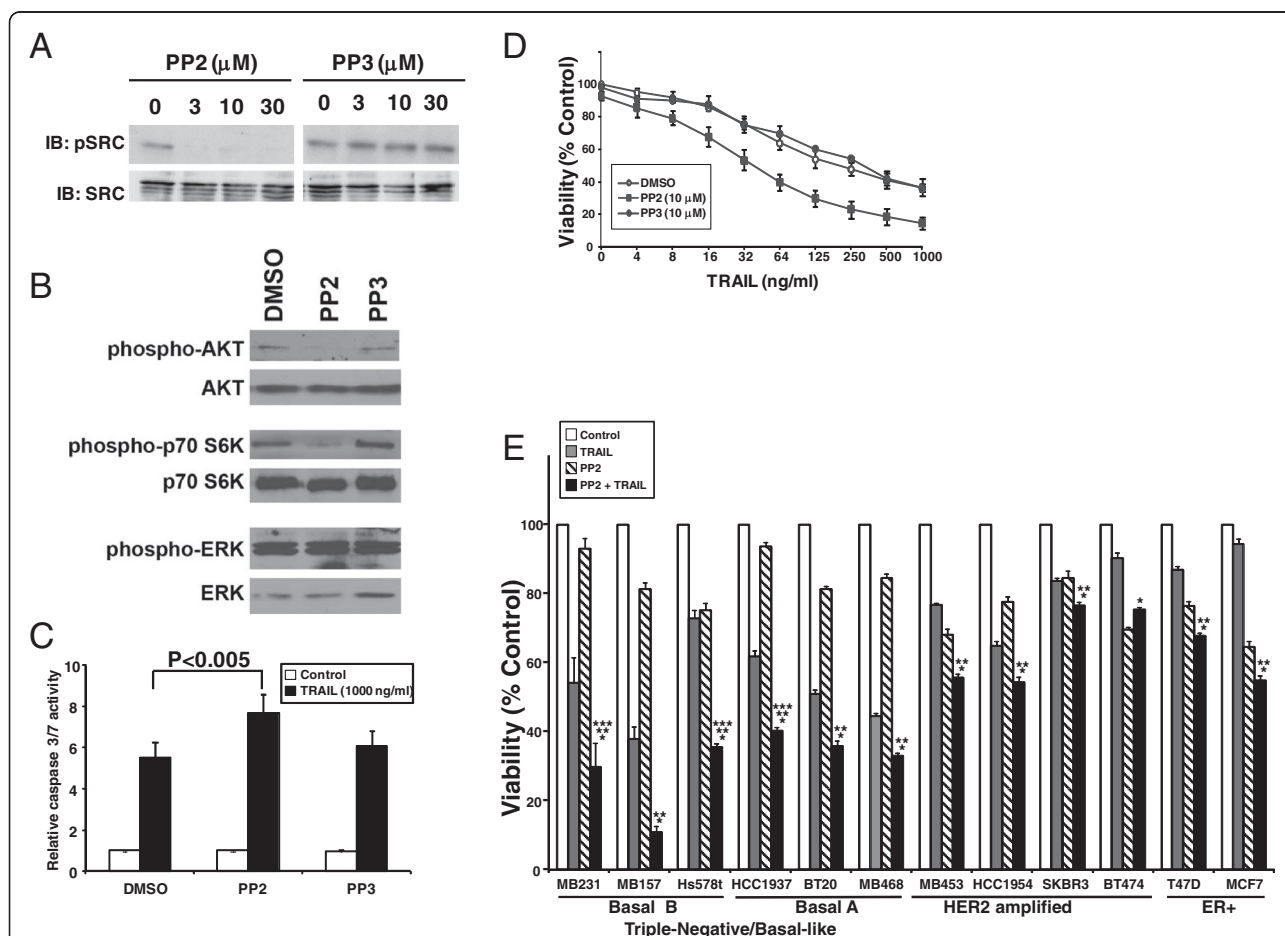 A
PP2 (μM) PP3 (μM)
0 3 10 30 0 3 10 30
IB: pSRC
IB: SRC
B
DMSO PP2 PP3
phospho-AKT
AKT
phospho-p70 S6K
p70 S6K
phospho-ERK
ERK
C
P<0.005
Control
TRAIL (1000 ng/ml)
Relative caspase 3/7 activity
10
8
6
4
2
0
DMSO PP2 PP3
D
Viability (% Control)
100
80
60
40
20
0
DMSO
PP2 (10 μM)
PP3 (10 μM)
0 4 8 16 32 64 125 250 500 1000
TRAIL (ng/ml)
E
Control
TRAIL
PP2
PP2 + TRAIL
Viability (% Control)
100
80
60
40
20
0
*** ** *
** *
*** ** *
*** ** *
** *
** *
** *
** *
** *
*
** *
** *
MB231 MB157 Hs578t HCC1937 BT20 MB468 MB453 HCC1954 SKBR3 BT474 T47D MCF7
Basal B Basal A HER2 amplified ER+
Triple-Negative/Basal-like